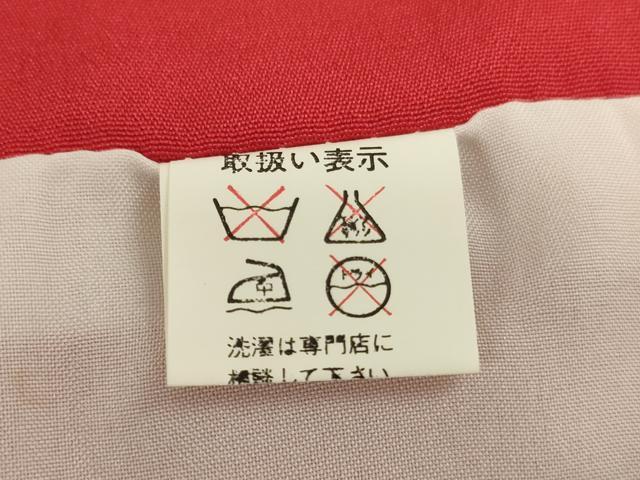 取扱い表示
中
ドライ
洗濯は専門店に
相談して下さい